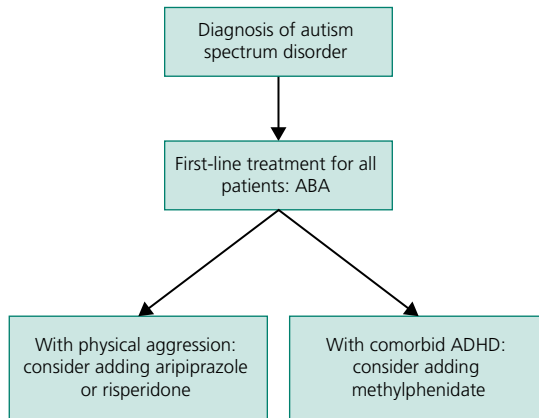 Diagnosis of autism
spectrum disorder
First-line treatment for all
patients: ABA
With physical aggression:
consider adding aripiprazole
or risperidone
With comorbid ADHD:
consider adding
methylphenidate